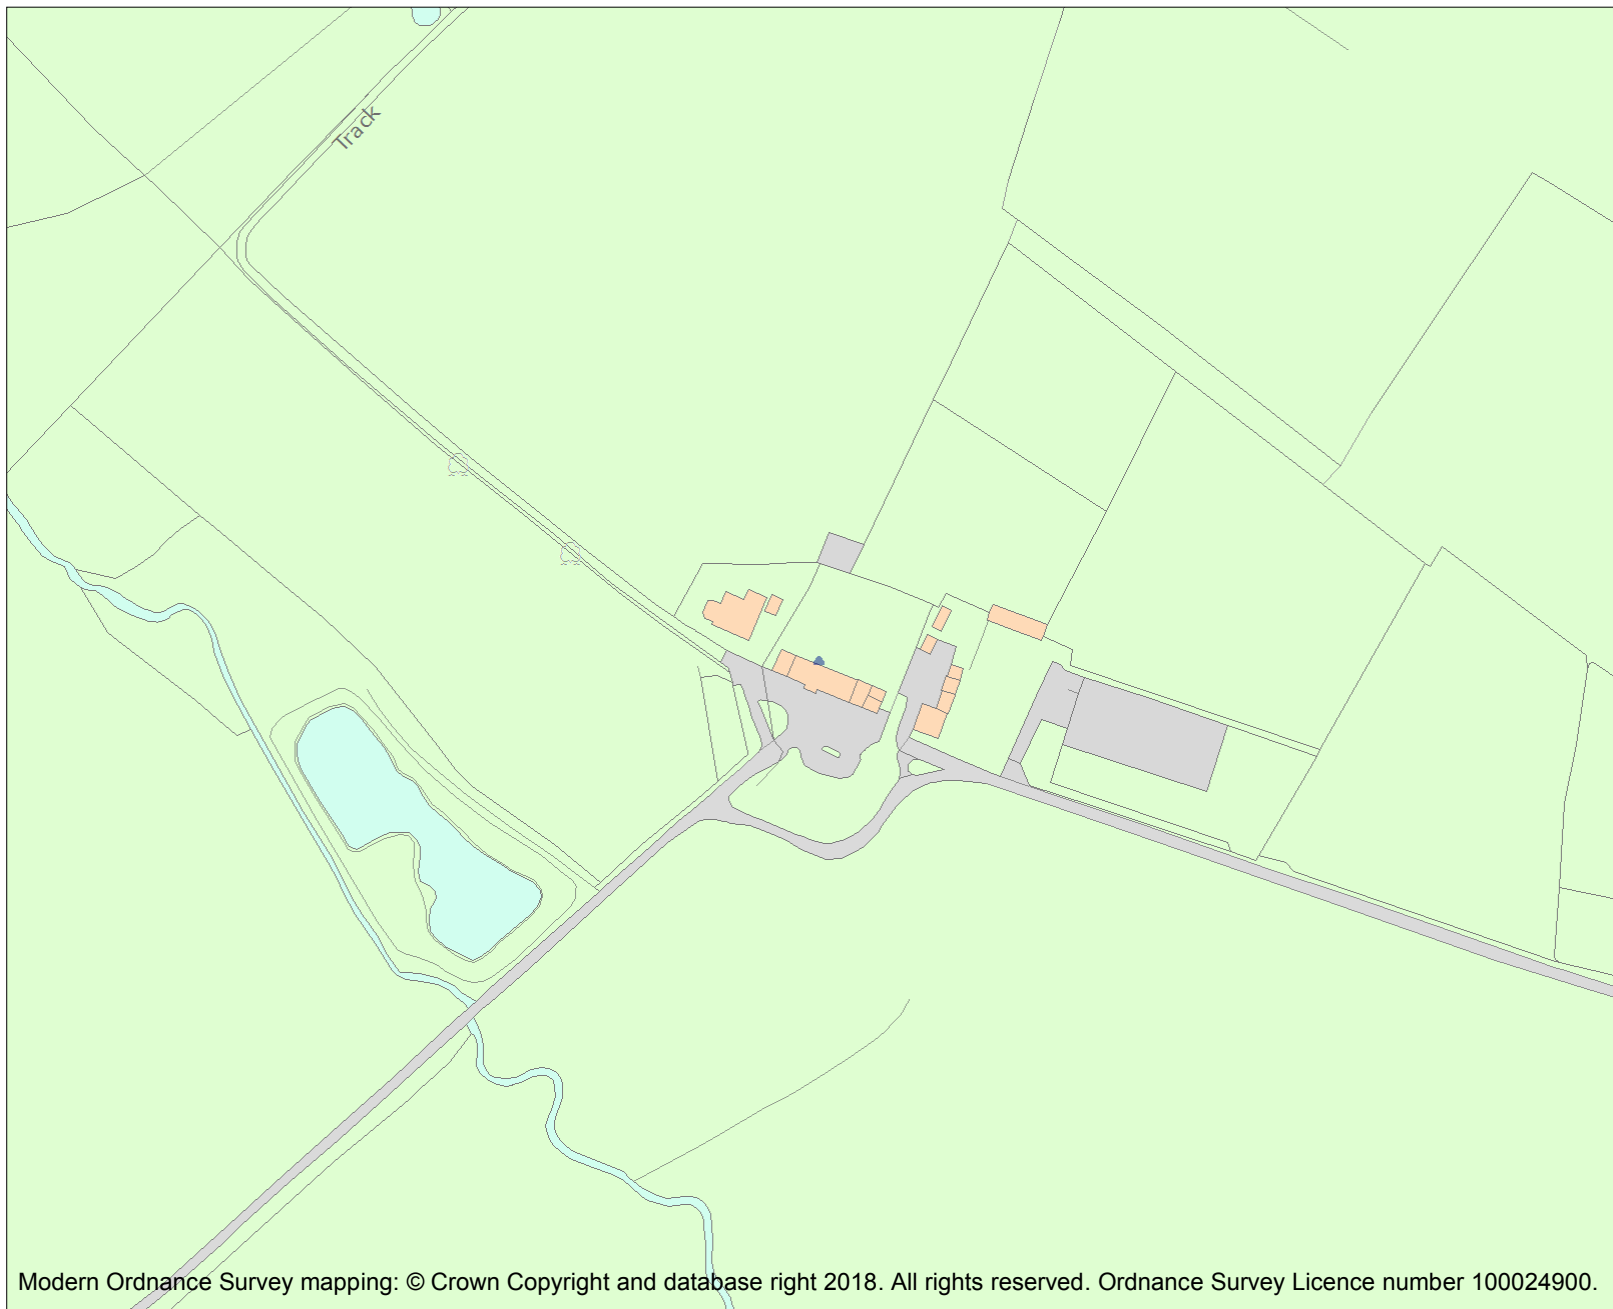 Track
Modern Ordnance Survey mapping: © Crown Copyright and database right 2018. All rights reserved. Ordnance Survey Licence number 100024900.